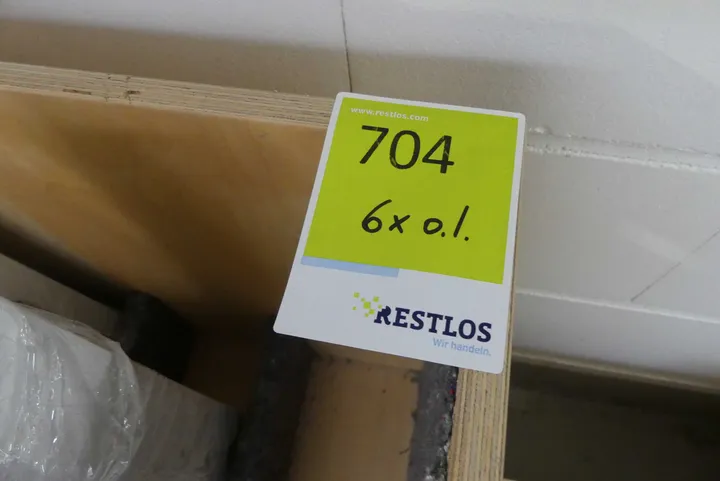 www.restlos.com
704
6x o.l.
RESTLOS
Wir handeln.